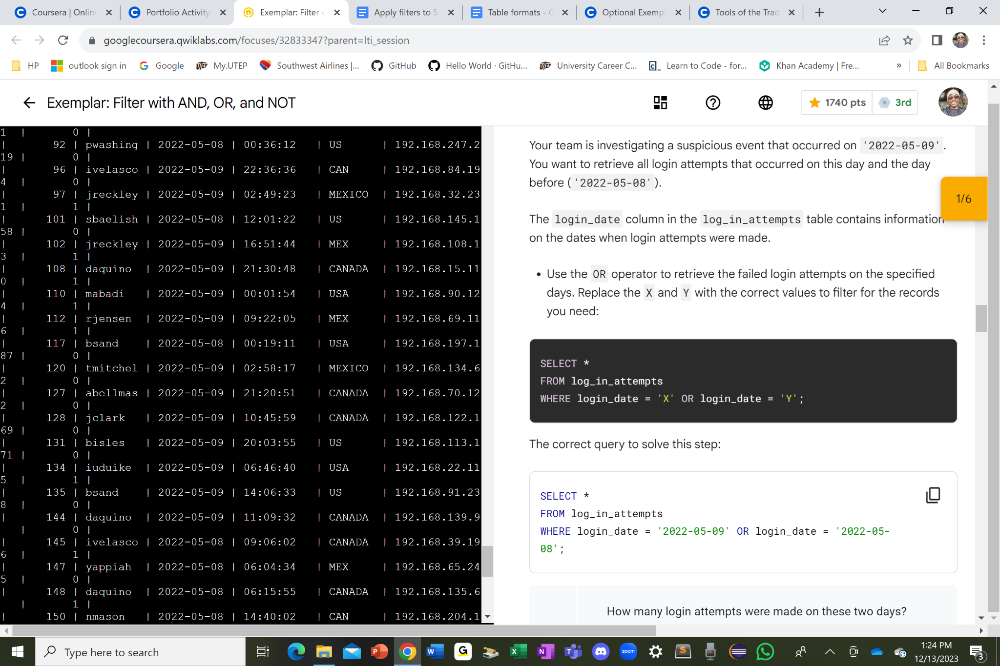 Coursera | Online
Portfolio Activity
Exemplar: Filter w
Apply filters to S
Table formats - G
Optional Exempl
Tools of the Trad
googlecoursera.qwiklabs.com/focuses/32833347?parent=lti_session
HP
outlook sign in
Google
My.UTEP
Southwest Airlines |...
GitHub
Hello World · GitHu...
University Career C...
Learn to Code - for...
Khan Academy | Fre...
»
All Bookmarks
Exemplar: Filter with AND, OR, and NOT
1740 pts
3rd
1 | 0 |
| 92 | pwashing | 2022-05-08 | 00:36:12 | US | 192.168.247.2
19 | 0 |
| 96 | ivelasco | 2022-05-09 | 22:36:36 | CAN | 192.168.84.19
4 | 0 |
| 97 | jreckley | 2022-05-09 | 02:49:23 | MEXICO | 192.168.32.23
1 | 1 |
| 101 | sbaelish | 2022-05-08 | 12:01:22 | US | 192.168.145.1
58 | 0 |
| 102 | jreckley | 2022-05-09 | 16:51:44 | MEX | 192.168.108.1
3 | 1 |
| 108 | daquino | 2022-05-09 | 21:30:48 | CANADA | 192.168.15.11
0 | 1 |
| 110 | mabadi | 2022-05-09 | 00:01:54 | USA | 192.168.90.12
4 | 1 |
| 112 | rjensen | 2022-05-09 | 09:22:05 | MEX | 192.168.69.11
6 | 1 |
| 117 | bsand | 2022-05-08 | 00:19:11 | USA | 192.168.197.1
87 | 0 |
| 120 | tmitchel | 2022-05-09 | 02:58:17 | MEXICO | 192.168.134.6
2 | 0 |
| 127 | abellmas | 2022-05-09 | 21:20:51 | CANADA | 192.168.70.12
2 | 0 |
| 128 | jclark | 2022-05-09 | 10:45:59 | CANADA | 192.168.122.1
69 | 0 |
| 131 | bisles | 2022-05-09 | 20:03:55 | US | 192.168.113.1
71 | 0 |
| 134 | iuduike | 2022-05-09 | 06:46:40 | USA | 192.168.22.11
5 | 1 |
| 135 | bsand | 2022-05-09 | 14:06:33 | US | 192.168.91.23
8 | 0 |
| 144 | daquino | 2022-05-09 | 11:09:32 | CANADA | 192.168.139.9
| 0 |
| 145 | ivelasco | 2022-05-08 | 09:06:02 | CANADA | 192.168.39.19
6 | 1 |
| 147 | yappiah | 2022-05-08 | 06:04:34 | MEX | 192.168.65.24
5 | 0 |
| 148 | daquino | 2022-05-08 | 06:15:55 | CANADA | 192.168.135.6
| 1 |
| 150 | nmason | 2022-05-08 | 14:40:02 | CAN | 192.168.204.1
Your team is investigating a suspicious event that occurred on '2022-05-09'.
You want to retrieve all login attempts that occurred on this day and the day
before ('2022-05-08').
1/6
The login_date column in the log_in_attempts table contains information
on the dates when login attempts were made.
• Use the OR operator to retrieve the failed login attempts on the specified
days. Replace the X and Y with the correct values to filter for the records
you need:
SELECT *
FROM log_in_attempts
WHERE login_date = 'X' OR login_date = 'Y';
The correct query to solve this step:
SELECT *
FROM log_in_attempts
WHERE login_date = '2022-05-09' OR login_date = '2022-05-
08';
How many login attempts were made on these two days?
Type here to search
zoom
1:24 PM
12/13/2023
3